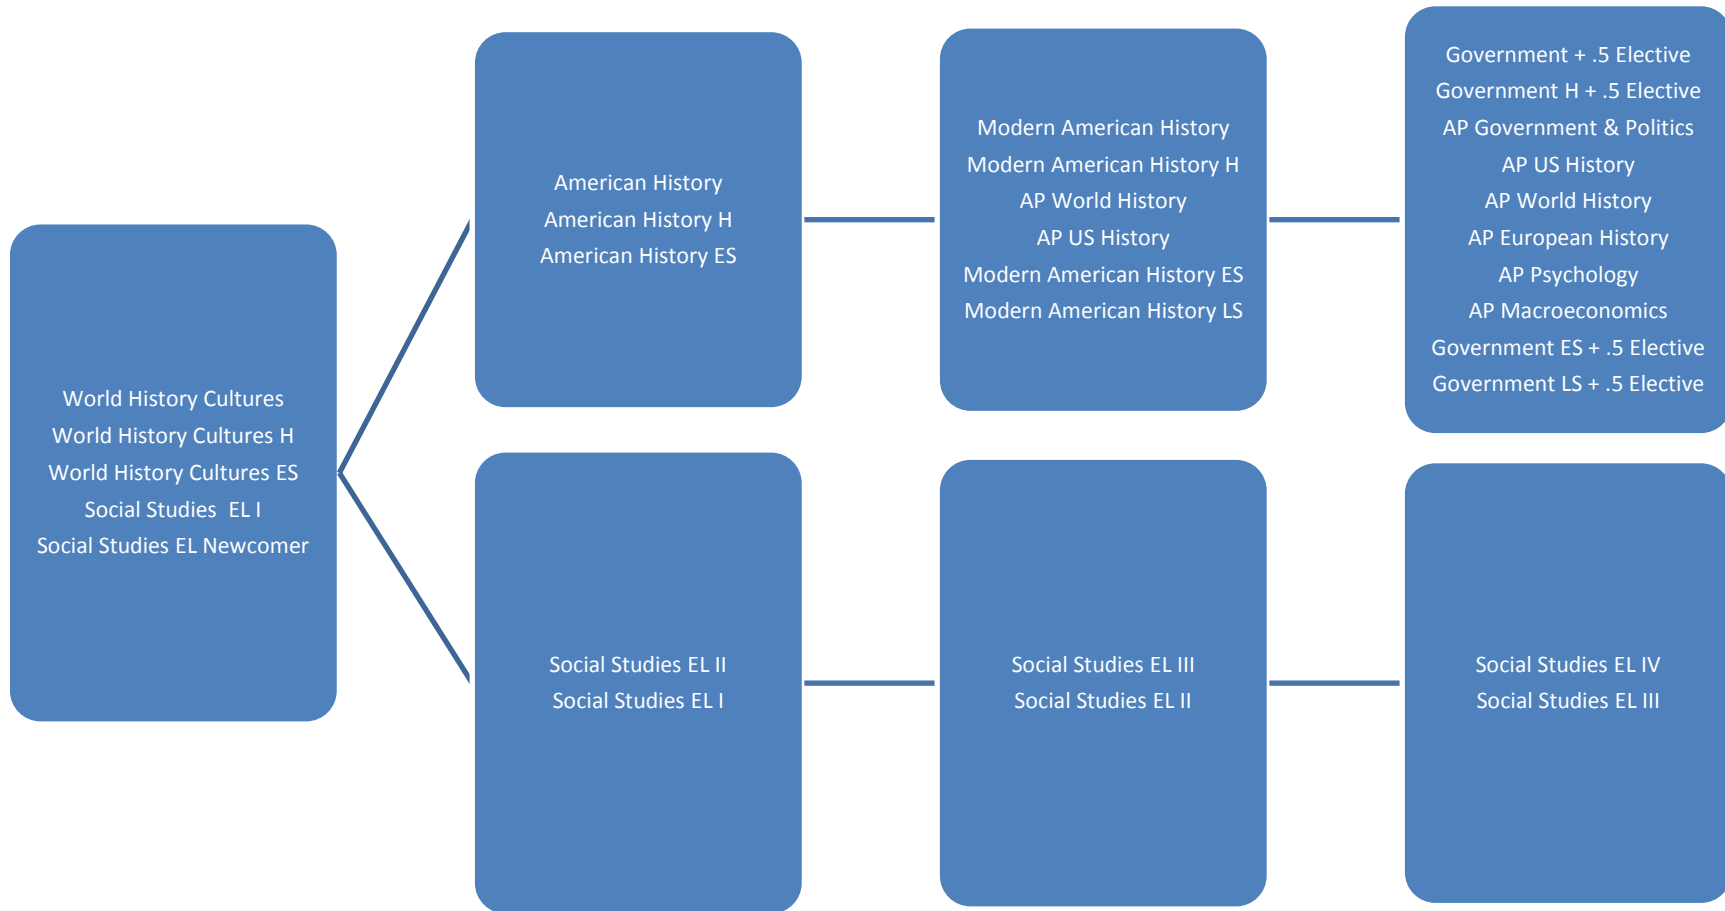 World History Cultures
World History Cultures H
World History Cultures ES
Social Studies  EL I
Social Studies EL Newcomer
American History
American History H
American History ES
Modern American History
Modern American History H
AP World History
AP US History
Modern American History ES
Modern American History LS
Government + .5 Elective
Government H + .5 Elective
AP Government & Politics
AP US History
AP World History
AP European History
AP Psychology
AP Macroeconomics
Government ES + .5 Elective
Government LS + .5 Elective
Social Studies EL II
Social Studies EL I
Social Studies EL III
Social Studies EL II
Social Studies EL IV
Social Studies EL III